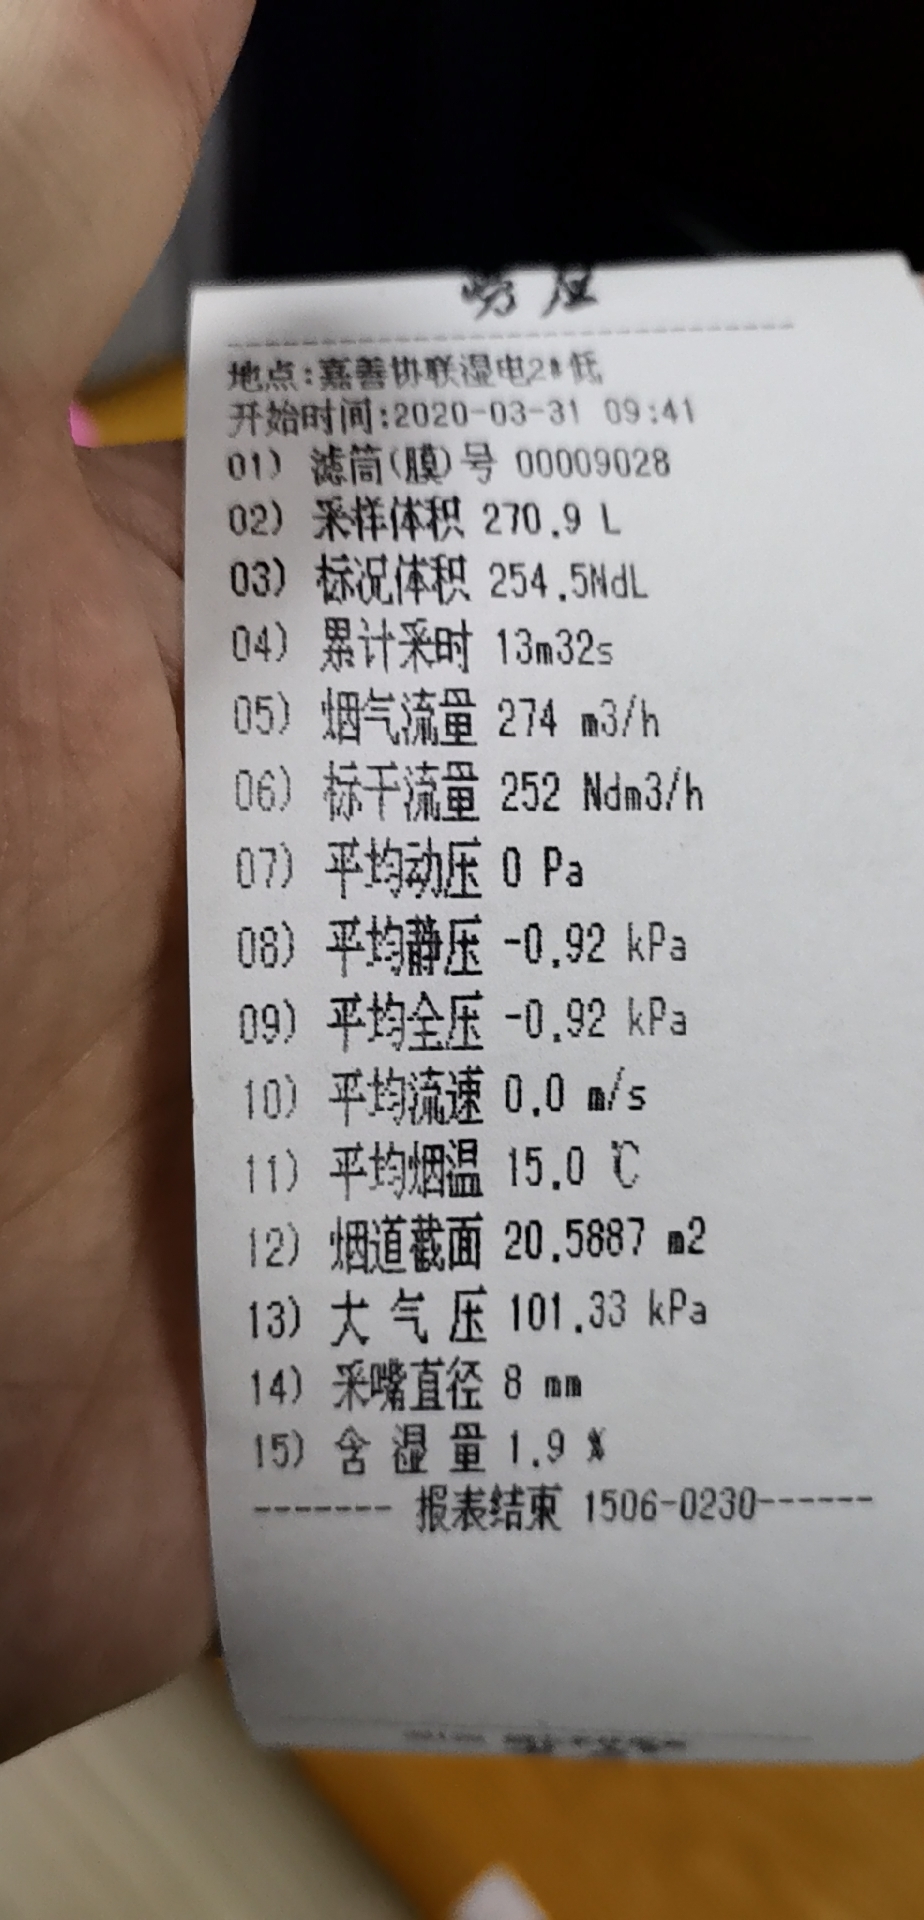 崂应
地点:嘉善协联湿电2#低
开始时间:2020-03-31 09:41
01) 滤筒(膜)号 00009028
02) 采样体积 270.9 L
03) 标况体积 254.5NdL
04) 累计采时 13m32s
05) 烟气流量 274 m3/h
06) 标干流量 252 Ndm3/h
07) 平均动压 0 Pa
08) 平均静压 -0.92 kPa
09) 平均全压 -0.92 kPa
10) 平均流速 0.0 m/s
11) 平均烟温 15.0 ℃
12) 烟道截面 20.5887 m2
13) 大 气 压 101.33 kPa
14) 采嘴直径 8 mm
15) 含 湿 量 1.9 %
------- 报表结束 1506-0230------